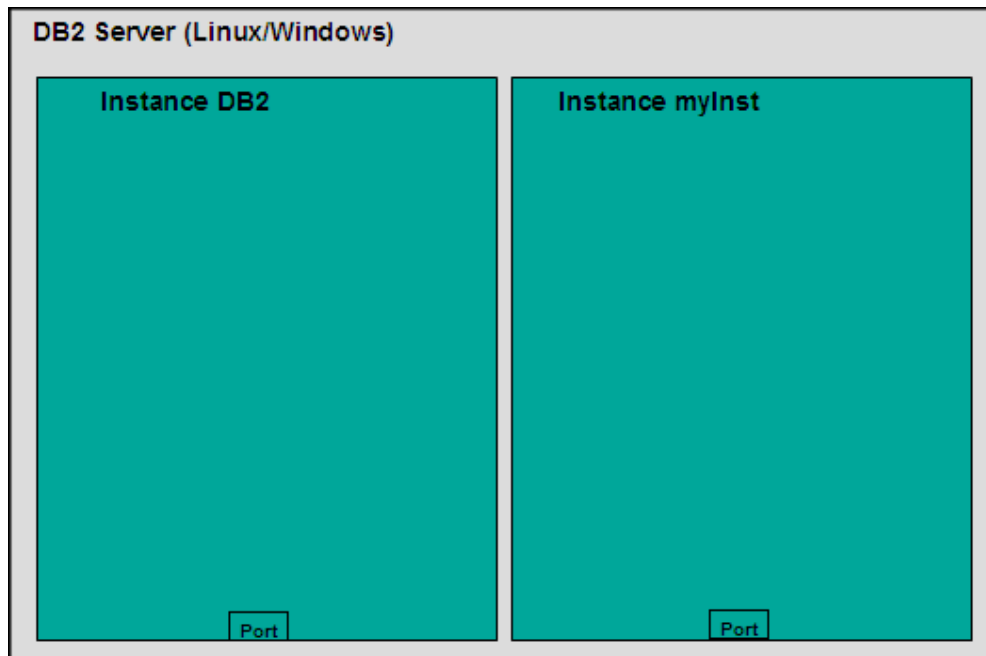 DB2 Server (Linux/Windows)
Instance DB2
Instance myInst
Port
Port